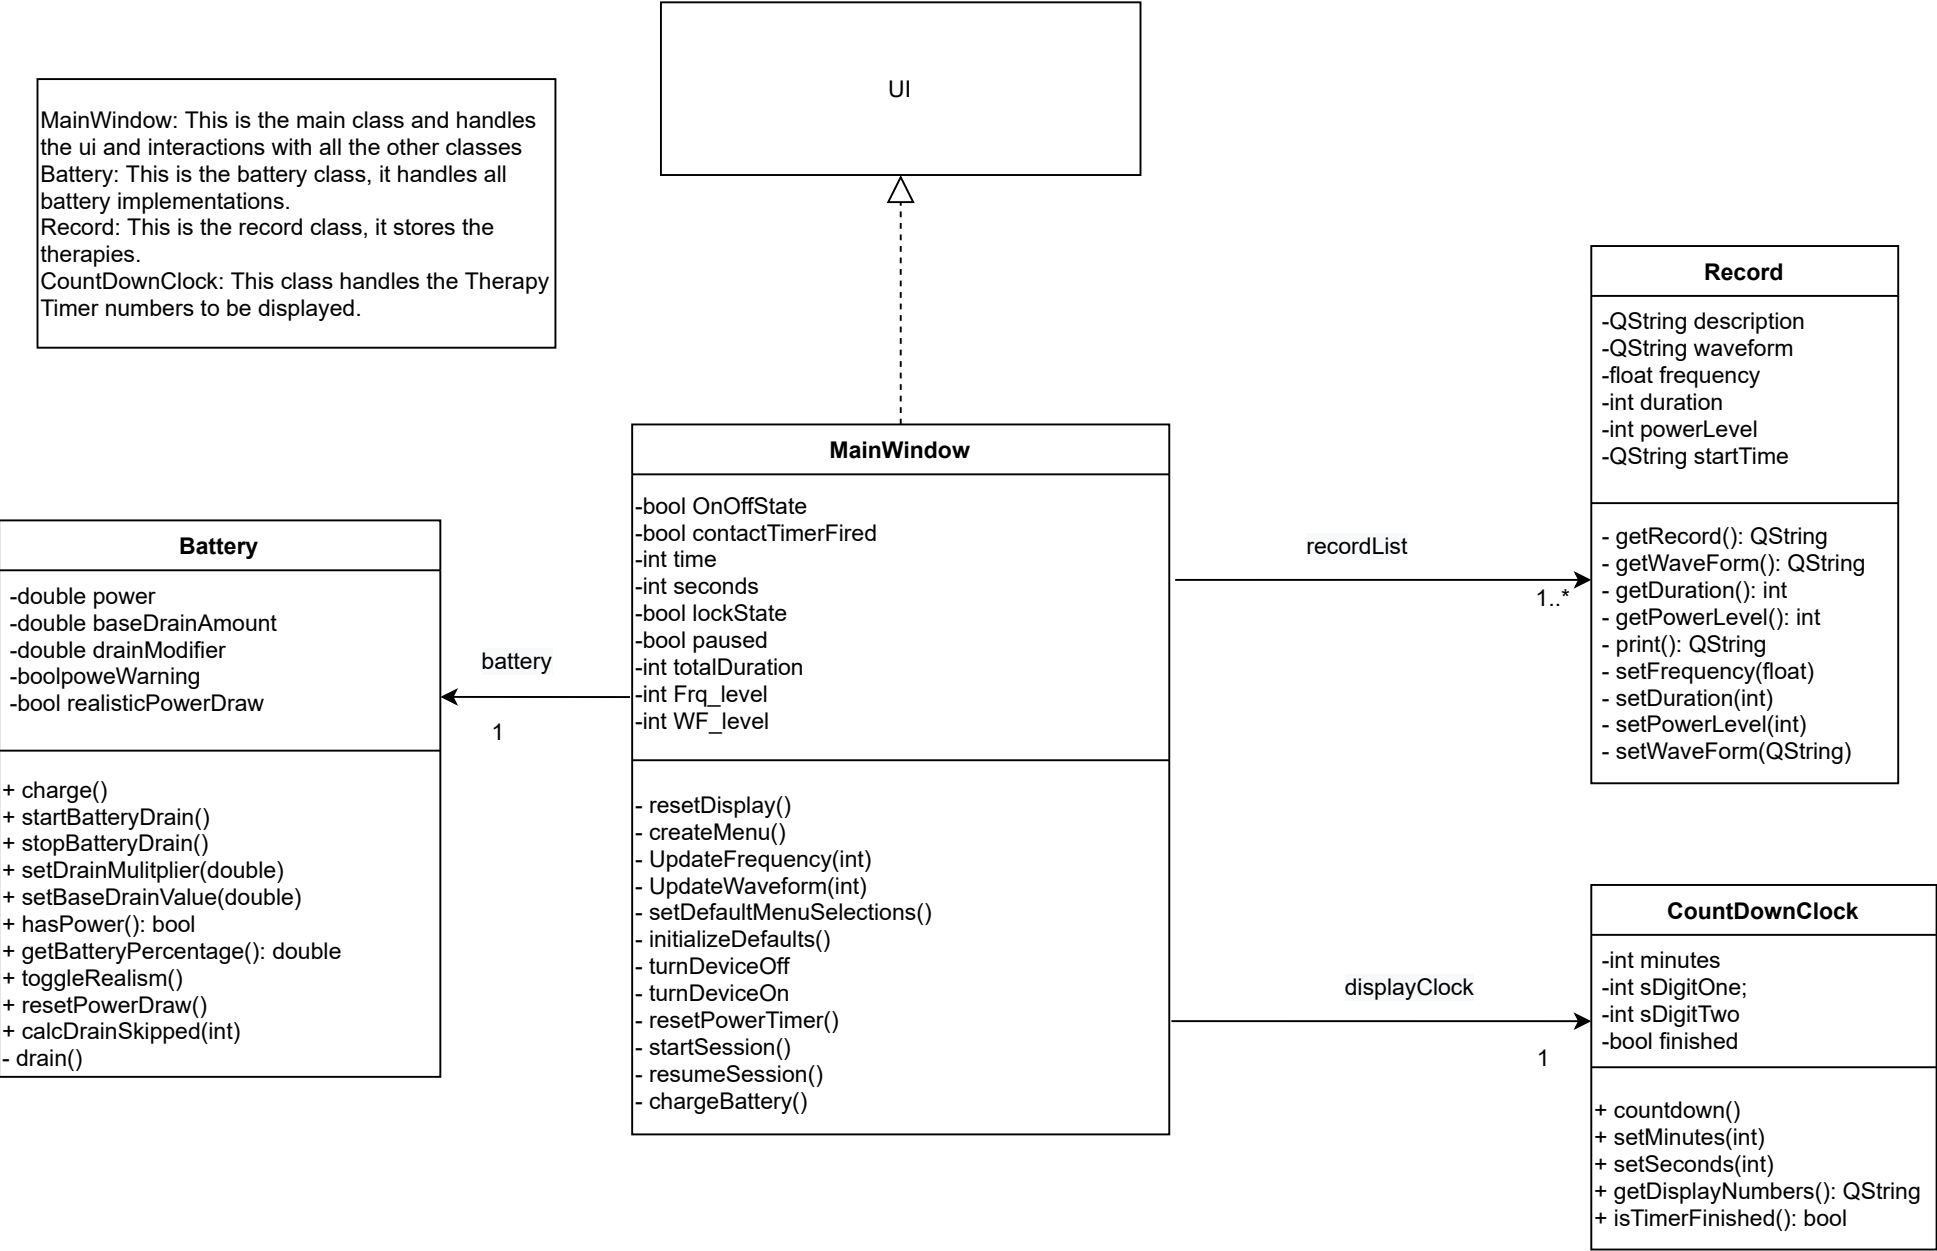 UI
MainWindow: This is the main class and handles
the ui and interactions with all the other classes
Battery: This is the battery class, it handles all
battery implementations.
Record: This is the record class, it stores the
therapies.
CountDownClock: This class handles the Therapy
Timer numbers to be displayed.
Battery
-double power
-double baseDrainAmount
-double drainModifier
-boolpoweWarning
-bool realisticPowerDraw
+ charge()
+ startBatteryDrain()
+ stopBatteryDrain()
+ setDrainMulitplier(double)
+ setBaseDrainValue(double)
+ hasPower(): bool
+ getBatteryPercentage(): double
+ toggleRealism()
+ resetPowerDraw()
+ calcDrainSkipped(int)
- drain()
battery
1
MainWindow
-bool OnOffState
-bool contactTimerFired
-int time
-int seconds
-bool lockState
-bool paused
-int totalDuration
-int Frq_level
-int WF_level
- resetDisplay()
- createMenu()
- UpdateFrequency(int)
- UpdateWaveform(int)
- setDefaultMenuSelections()
- initializeDefaults()
- turnDeviceOff
- turnDeviceOn
- resetPowerTimer()
- startSession()
- resumeSession()
- chargeBattery()
recordList
1..*
Record
-QString description
-QString waveform
-float frequency
-int duration
-int powerLevel
-QString startTime
- getRecord(): QString
- getWaveForm(): QString
- getDuration(): int
- getPowerLevel(): int
- print(): QString
- setFrequency(float)
- setDuration(int)
- setPowerLevel(int)
- setWaveForm(QString)
displayClock
1
CountDownClock
-int minutes
-int sDigitOne;
-int sDigitTwo
-bool finished
+ countdown()
+ setMinutes(int)
+ setSeconds(int)
+ getDisplayNumbers(): QString
+ isTimerFinished(): bool